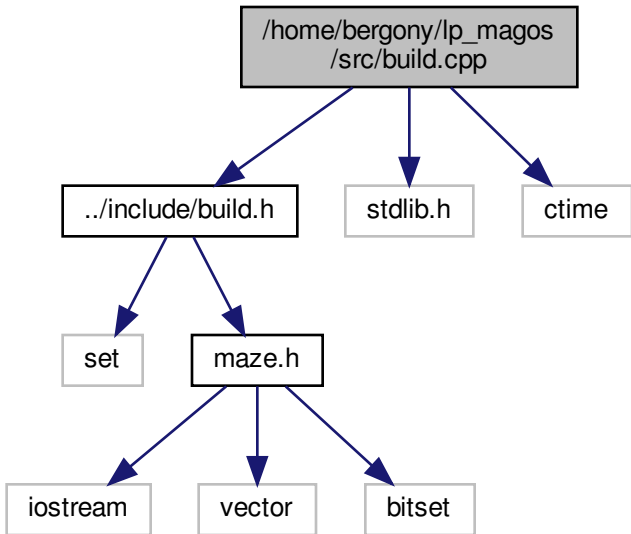 /home/bergony/lp_magos
/src/build.cpp
../include/build.h
stdlib.h
ctime
set
maze.h
iostream
vector
bitset